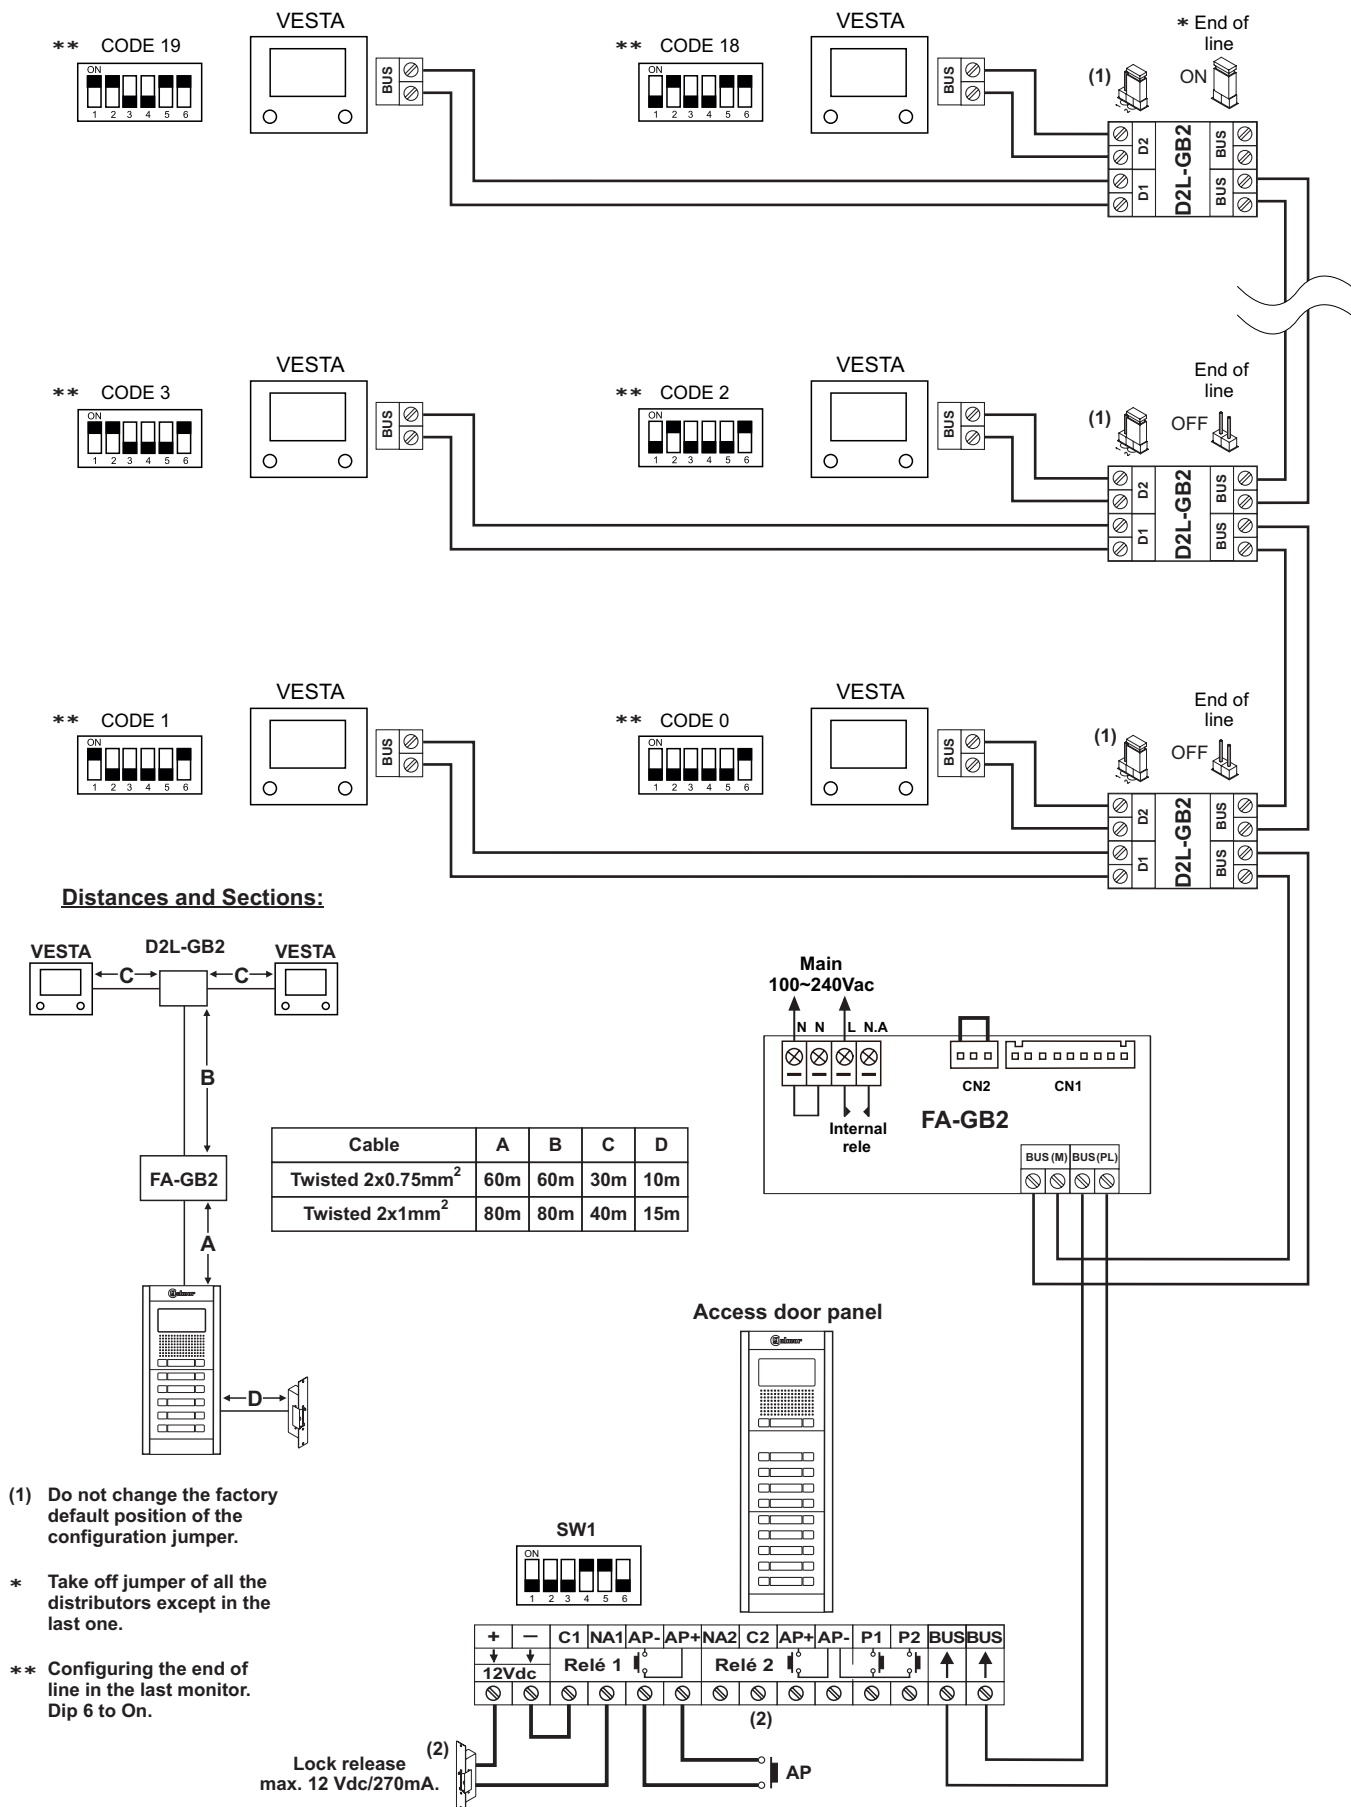 VESTA
VESTA
* End of
line
** CODE 19
** CODE 18
ON
1 2 3 4 5 6
BUS
ON
1 2 3 4 5 6
BUS
(1)
ON
D2
D1
D2L-GB2
BUS
BUS
VESTA
VESTA
End of
line
** CODE 3
** CODE 2
ON
1 2 3 4 5 6
BUS
ON
1 2 3 4 5 6
BUS
(1)
OFF
D2
D1
D2L-GB2
BUS
BUS
VESTA
VESTA
End of
line
** CODE 1
** CODE 0
ON
1 2 3 4 5 6
BUS
ON
1 2 3 4 5 6
BUS
(1)
OFF
D2
D1
D2L-GB2
BUS
BUS
Distances and Sections:
VESTA
D2L-GB2
VESTA
C
C
B
FA-GB2
A
D
Cable A B C D
Twisted 2x0.75mm² 60m 60m 30m 10m
Twisted 2x1mm² 80m 80m 40m 15m
Main
100~240Vac
N N L N.A
CN2
CN1
Internal
rele
FA-GB2
BUS (M) BUS (PL)
Access door panel
Golmar
Golmar
(1) Do not change the factory
default position of the
configuration jumper.
* Take off jumper of all the
distributors except in the
last one.
** Configuring the end of
line in the last monitor.
Dip 6 to On.
SW1
ON
1 2 3 4 5 6
+ — C1 NA1 AP- AP+ NA2 C2 AP+ AP- P1 P2 BUS BUS
12Vdc
Relé 1
Relé 2
(2)
(2)
Lock release
max. 12 Vdc/270mA.
AP